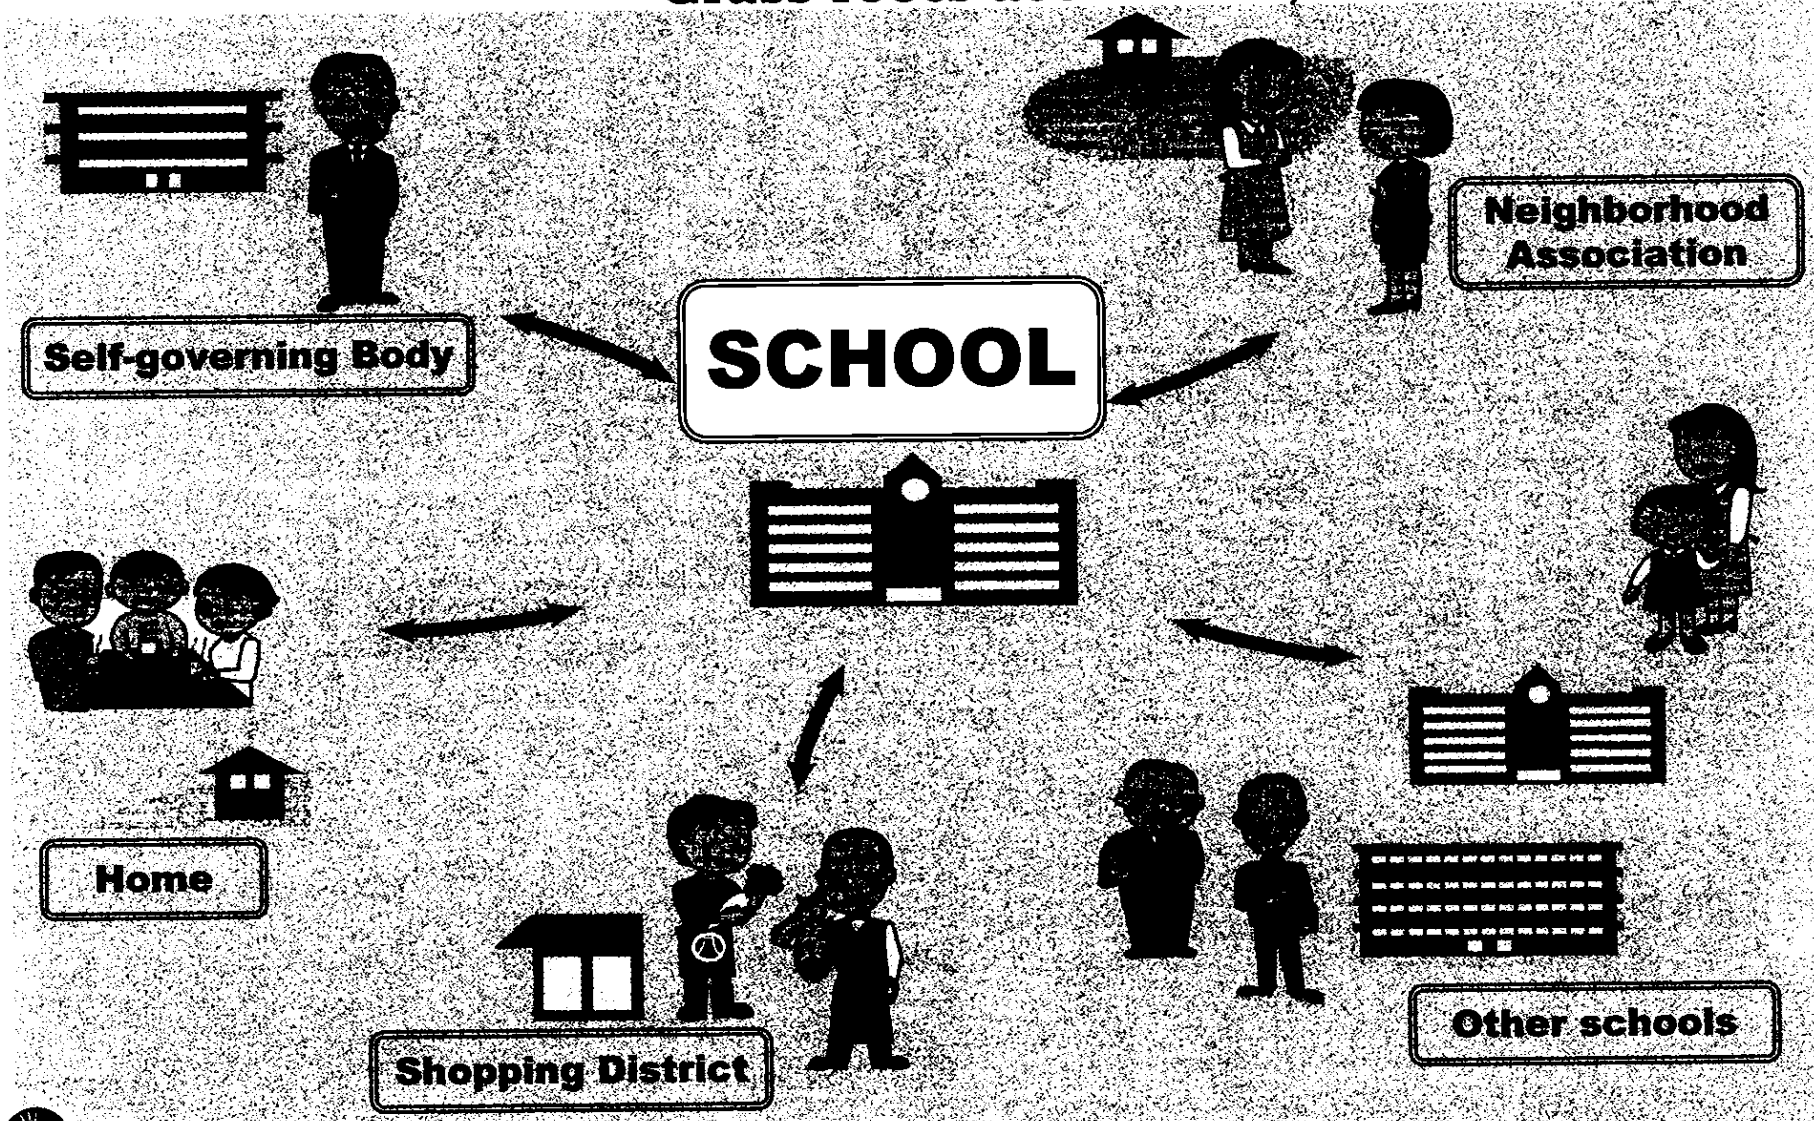 SCHOOL
Neighborhood
Association
Self-governing Body
Home
Shopping District
Other schools